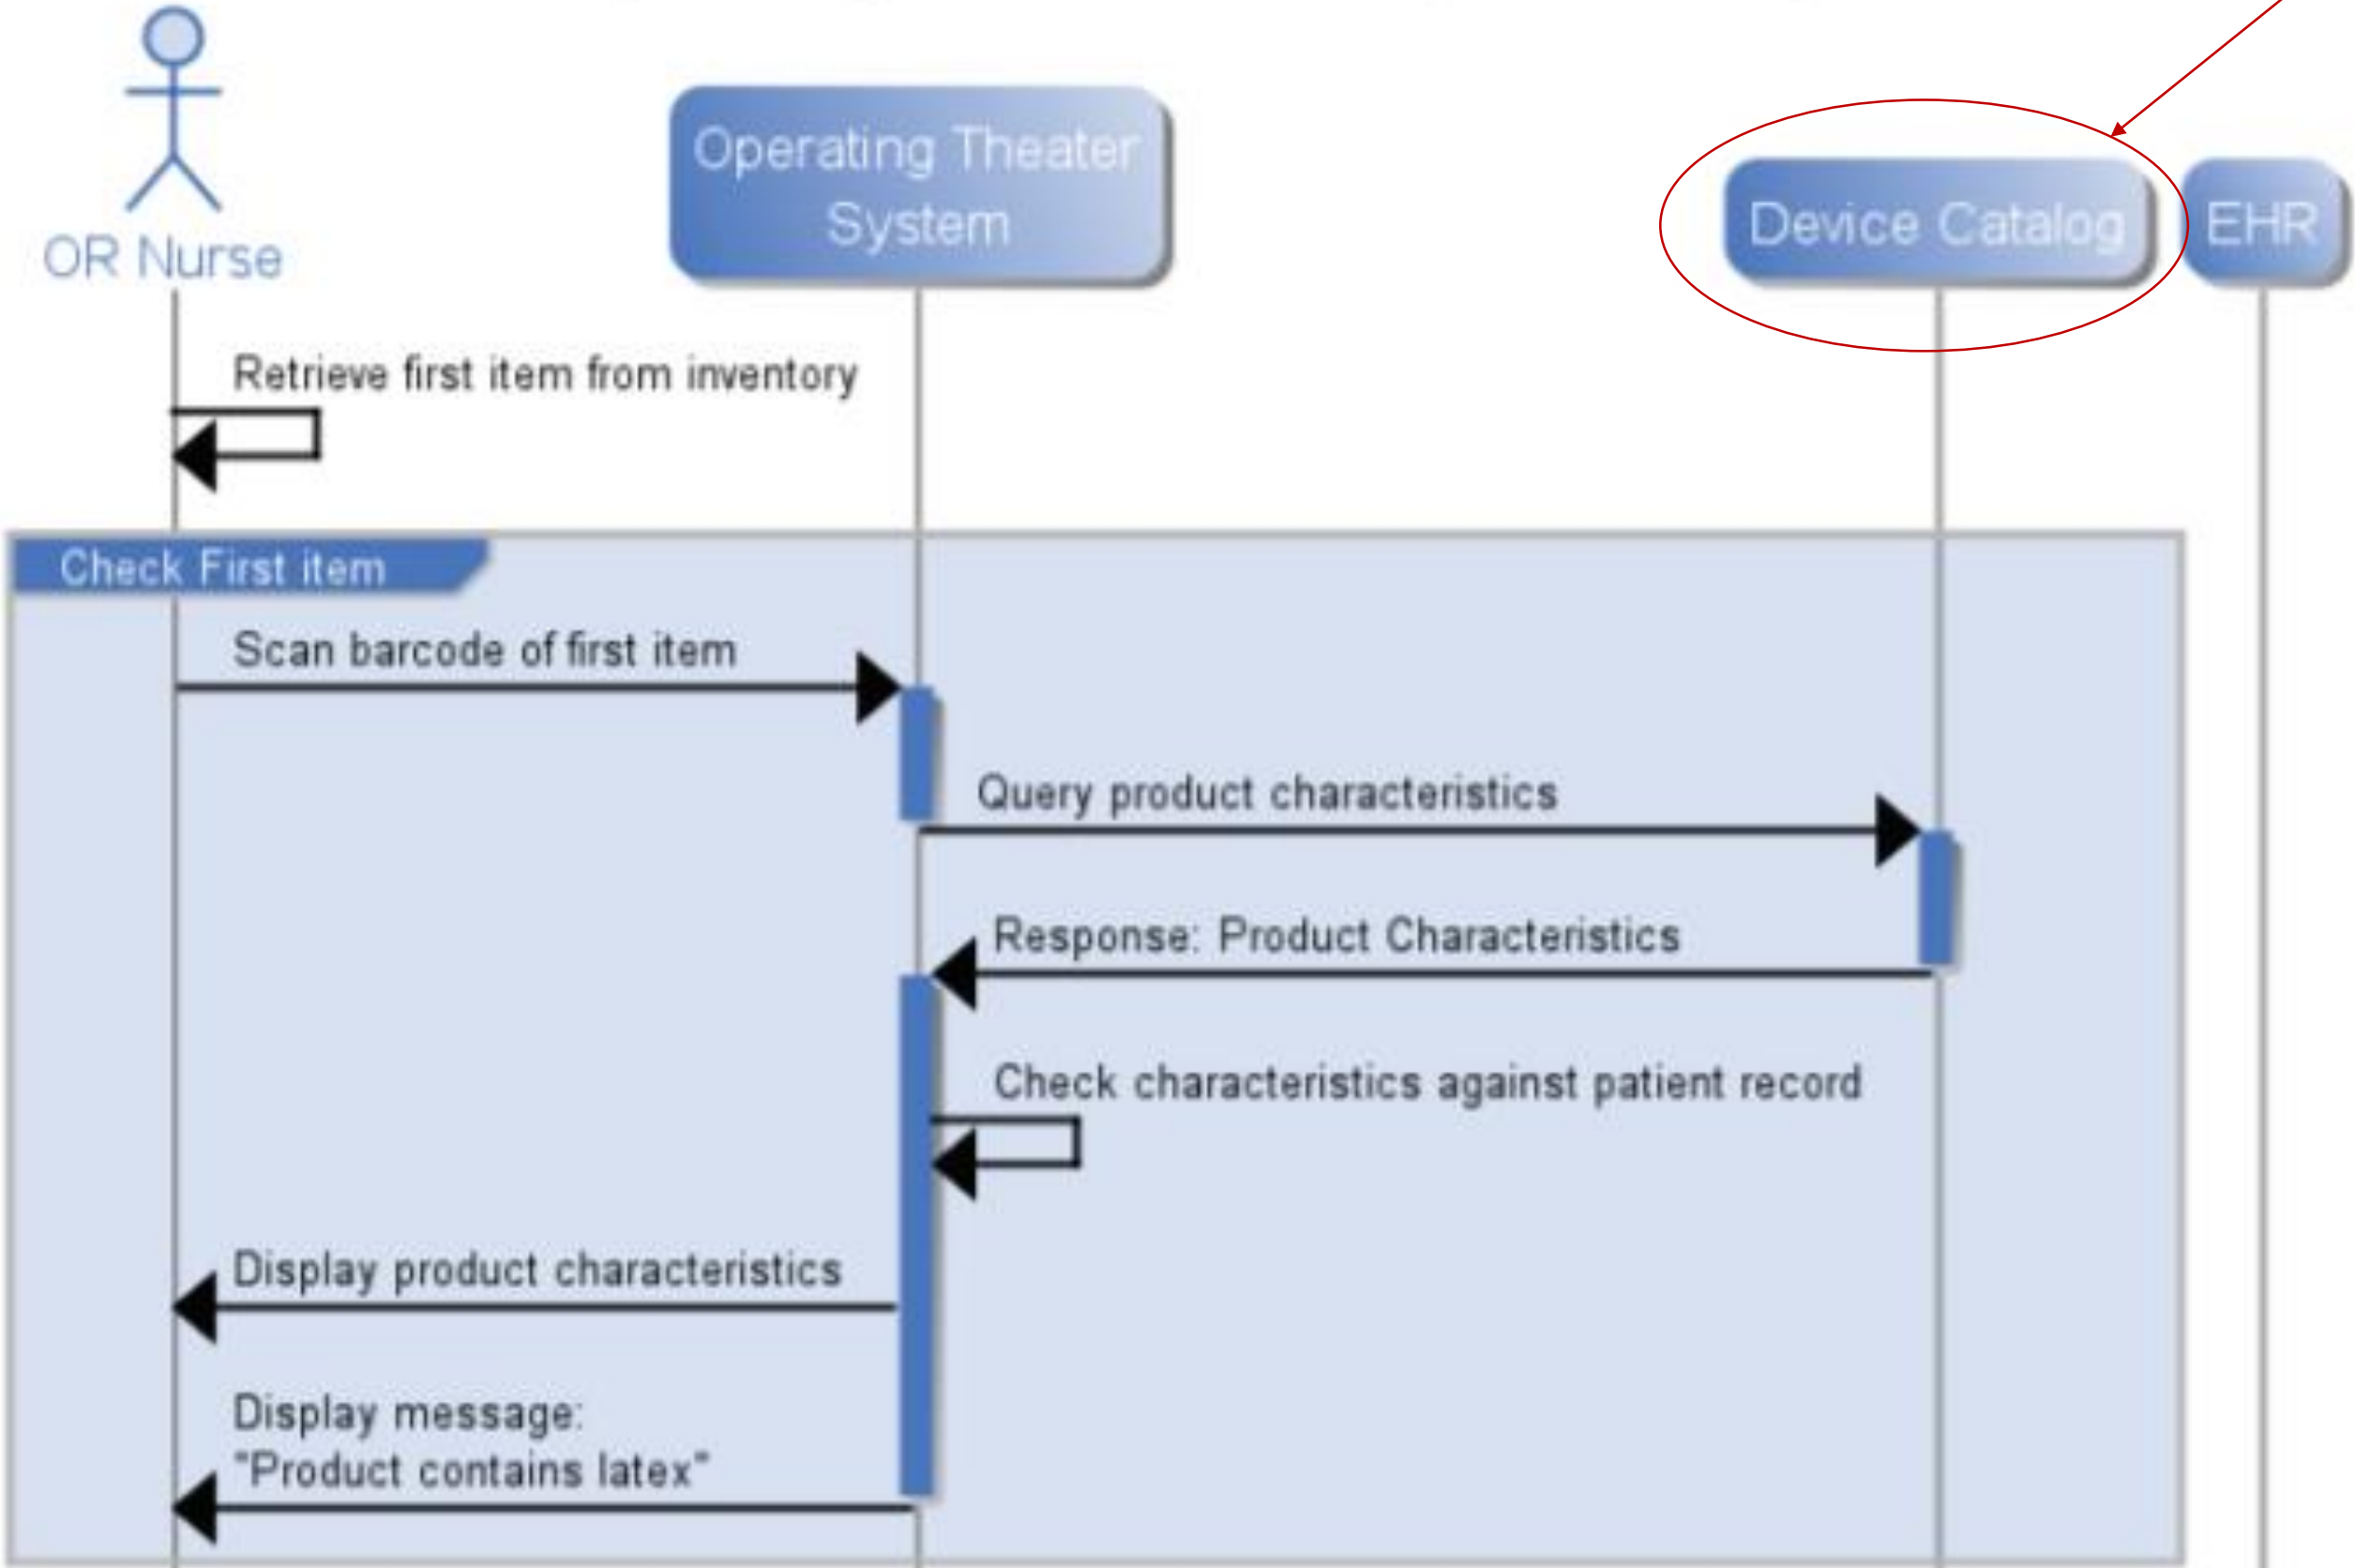 Operating Theater
System
Device Catalog
EHR
OR Nurse
Retrieve first item from inventory
Check First item
Scan barcode of first item
Query product characteristics
Response: Product Characteristics
Check characteristics against patient record
Display product characteristics
Display message:
"Product contains latex"